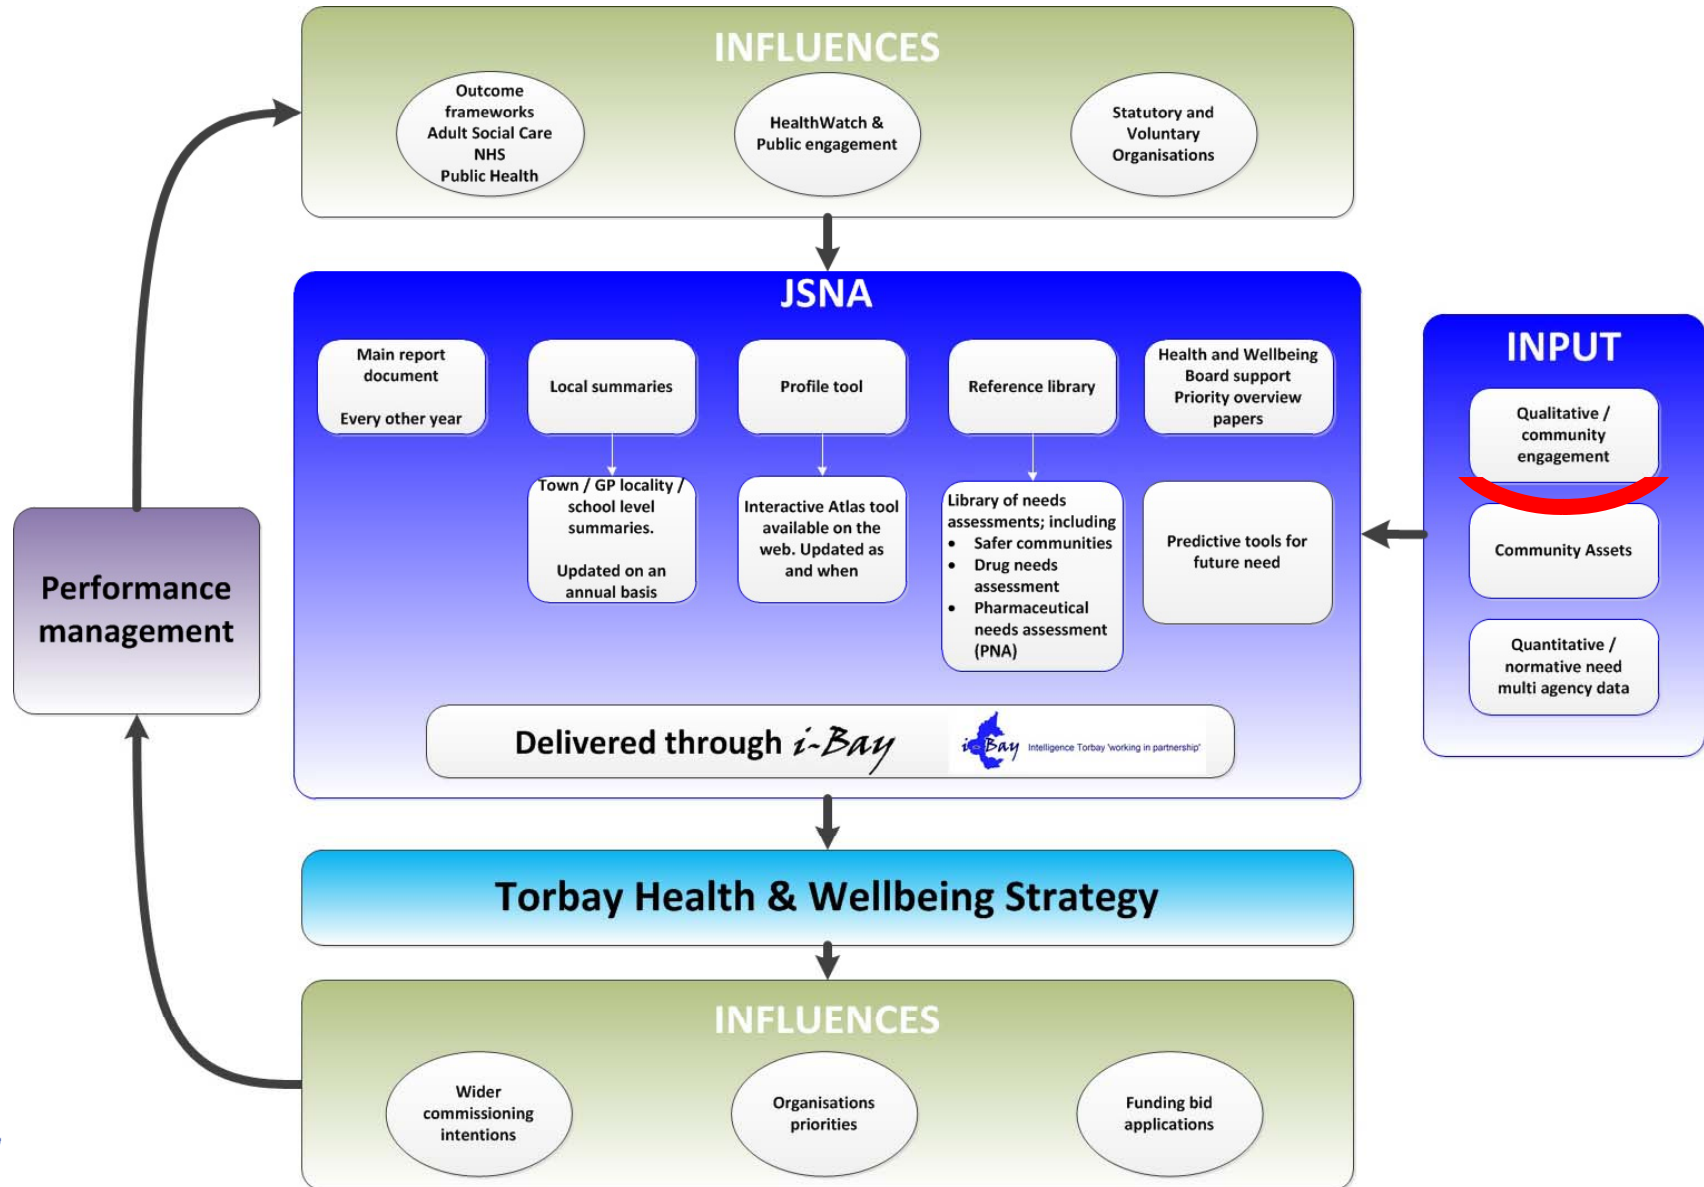 INFLUENCES
Outcome
frameworks
Adult Social Care
NHS
Public Health
HealthWatch &
Public engagement
Statutory and
Voluntary
Organisations
JSNA
Main report
document
Every other year
Local summaries
Profile tool
Reference library
Health and Wellbeing
Board support
Priority overview
papers
Town / GP locality /
school level
summaries.
Updated on an
annual basis
Interactive Atlas tool
available on the
web. Updated as
and when
Library of needs
assessments; including
• Safer communities
• Drug needs
assessment
• Pharmaceutical
needs assessment
(PNA)
Predictive tools for
future need
Delivered through i-Bay
i-Bay Intelligence Torbay 'working in partnership'
INPUT
Qualitative /
community
engagement
Community Assets
Quantitative /
normative need
multi agency data
Performance
management
Torbay Health & Wellbeing Strategy
INFLUENCES
Wider
commissioning
intentions
Organisations
priorities
Funding bid
applications